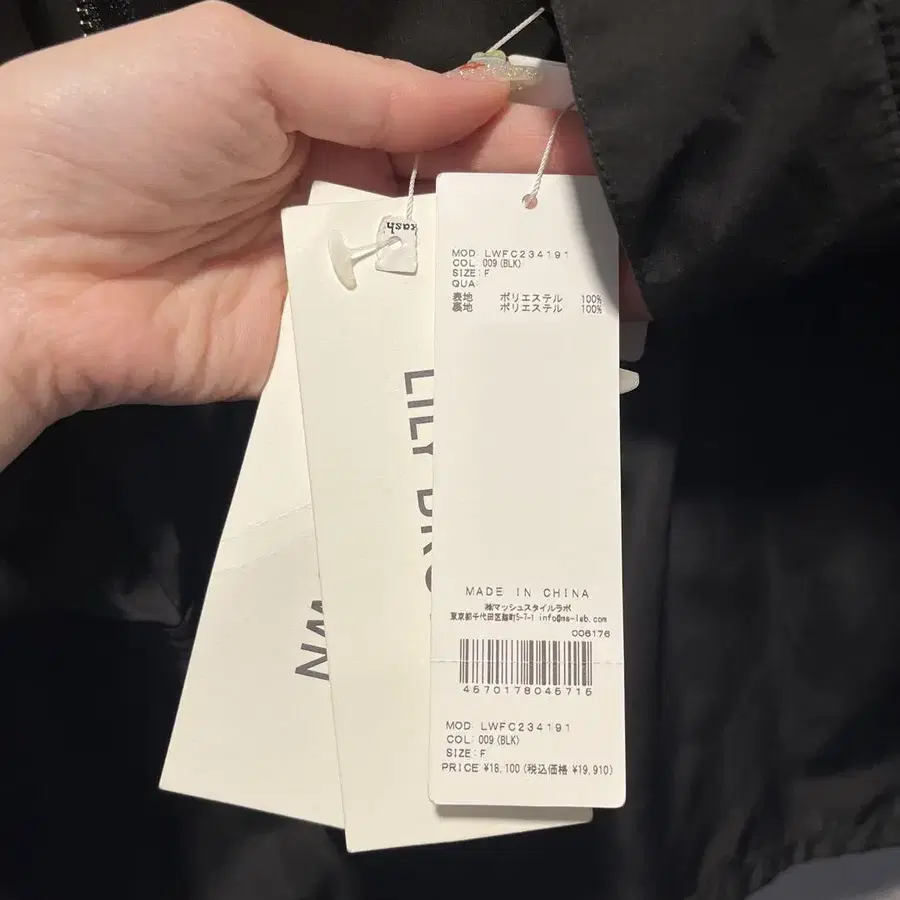 MOD: LWFC234191
COL: 009 (BLK)
SIZE: F
QUA:
表地 ポリエステル 100%
裏地 ポリエステル 100%
MADE IN CHINA
㈱マッシュスタイルラボ
東京都千代田区麹町5-7-1 info@ms-lab.com
006176
4570178045715
MOD: LWFC234191
COL: 009 (BLK)
SIZE: F
PRICE ¥18,100 (税込価格 ¥19,910)
LILY BRO
WN